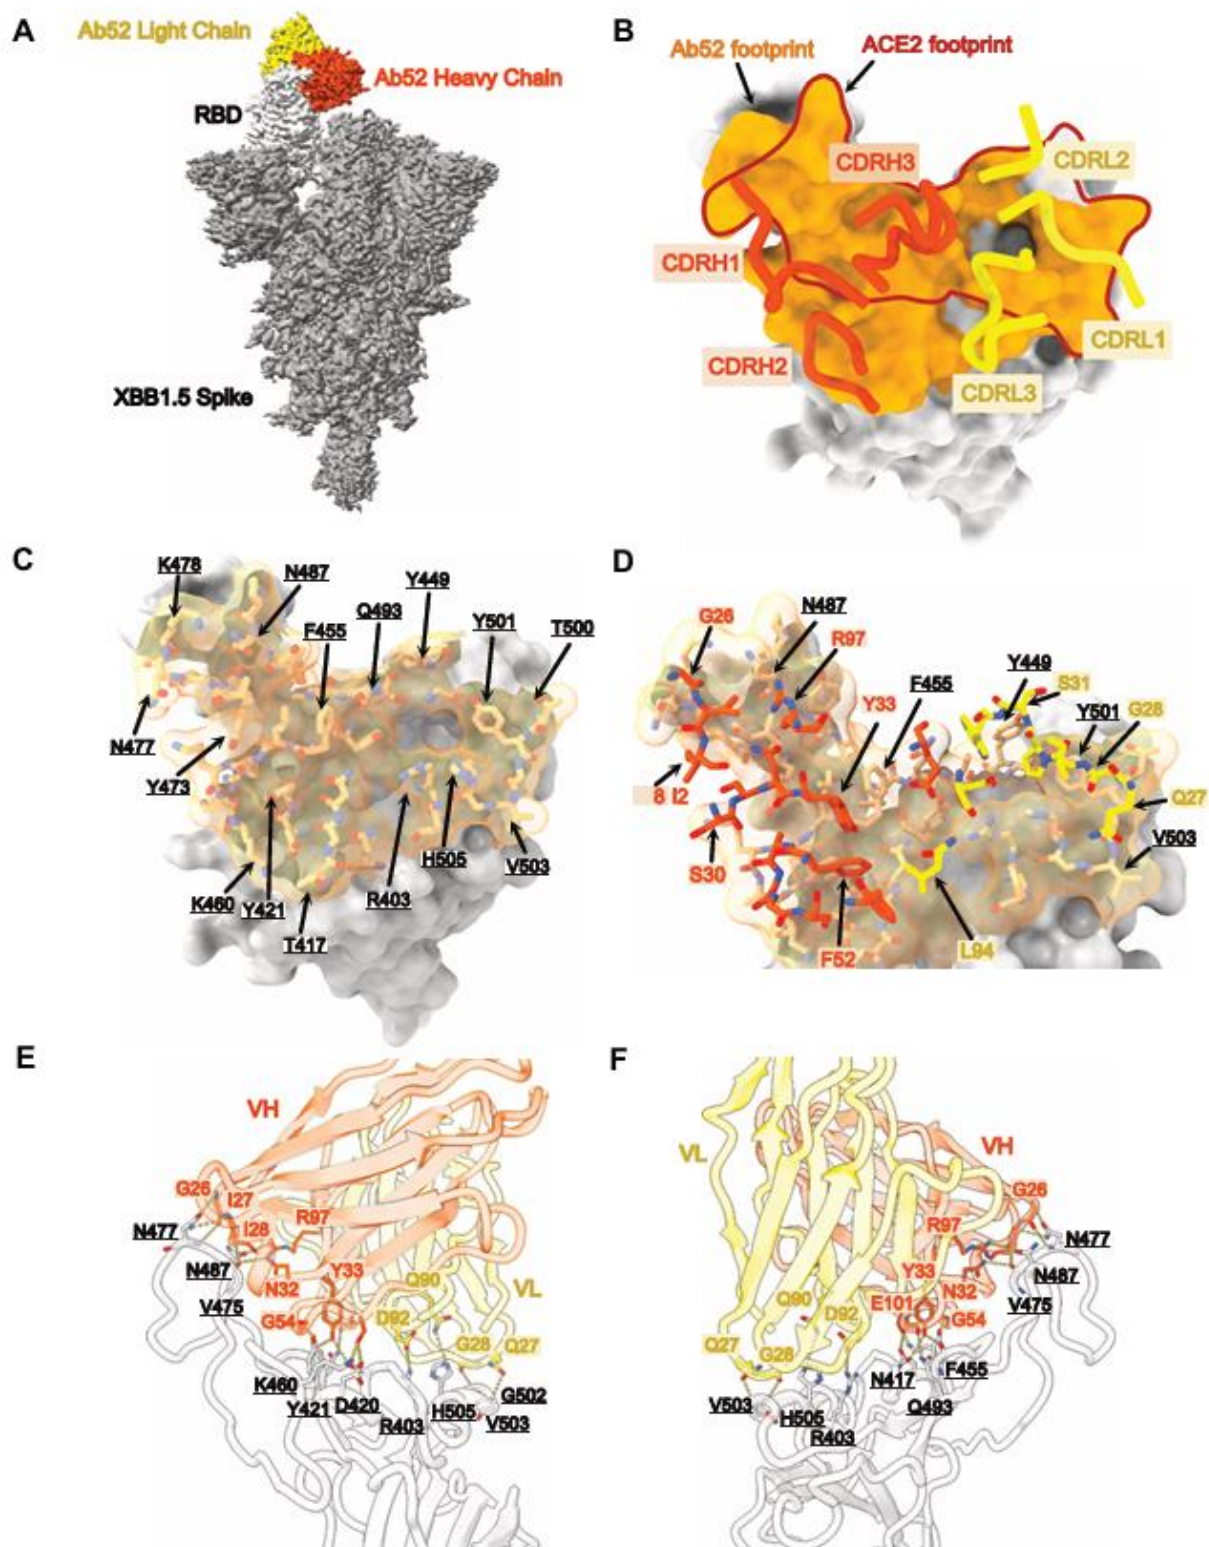 A
Ab52 Light Chain
Ab52 Heavy Chain
RBD
XBB1.5 Spike
B
Ab52 footprint
ACE2 footprint
CDRH3
CDRL2
CDRH1
CDRH2
CDRL1
CDRL3
C
K478
N487
Y449
Q493
F455
Y501
T500
N477
Y473
K460
Y421
T417
R403
H505
V503
D
G26
N487
R97
Y33
F455
Y449
S31
Y501
G28
8 I2
Q27
S30
V503
F52
L94
E
VH
G26
I27
R97
N477
I28
N487
Y33
N32
Q90
VL
V475
G54
D92
G28
Q27
K460
G502
Y421
D420
R403
H505
V503
F
VL
VH
G26
R97
N477
Y33
N32
N487
Q90
E101
V475
D92
G54
Q27
G28
N417
F455
V503
H505
Q493
R403